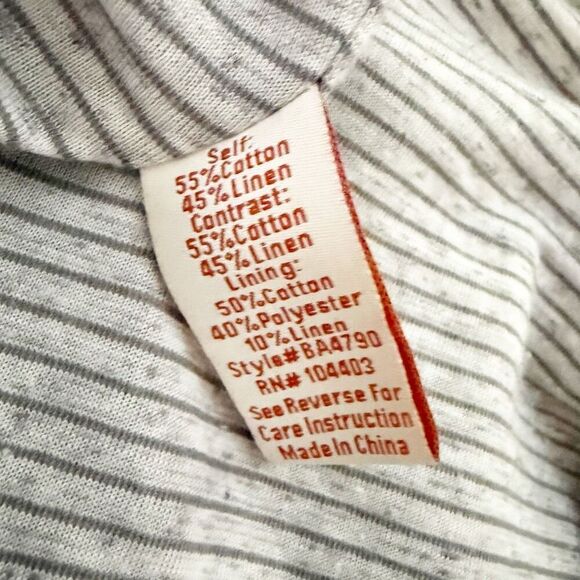 Self:
55%Cotton
45%Linen
Contrast:
55%Cotton
45%Linen
Lining:
50%Cotton
40%Polyester
10%Linen
Style#BA4790
RN# 104403
See Reverse For
Care Instruction
Made In China